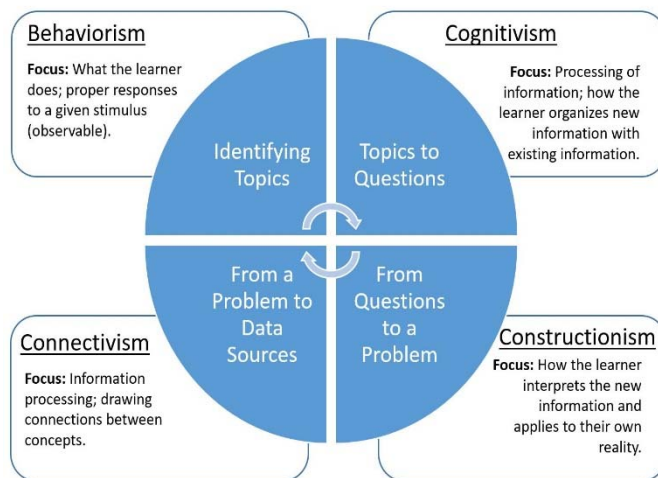 Behaviorism
Focus: What the learner
does; proper responses
to a given stimulus
(observable).
Cognitivism
Focus: Processing of
information; how the
learner organizes new
information with
existing information.
Identifying
Topics
Topics to
Questions
From a
Problem to
Data
Sources
From
Questions
to a
Problem
Connectivism
Focus: Information
processing; drawing
connections between
concepts.
Constructionism
Focus: How the learner
interprets the new
information and
applies to their own
reality.